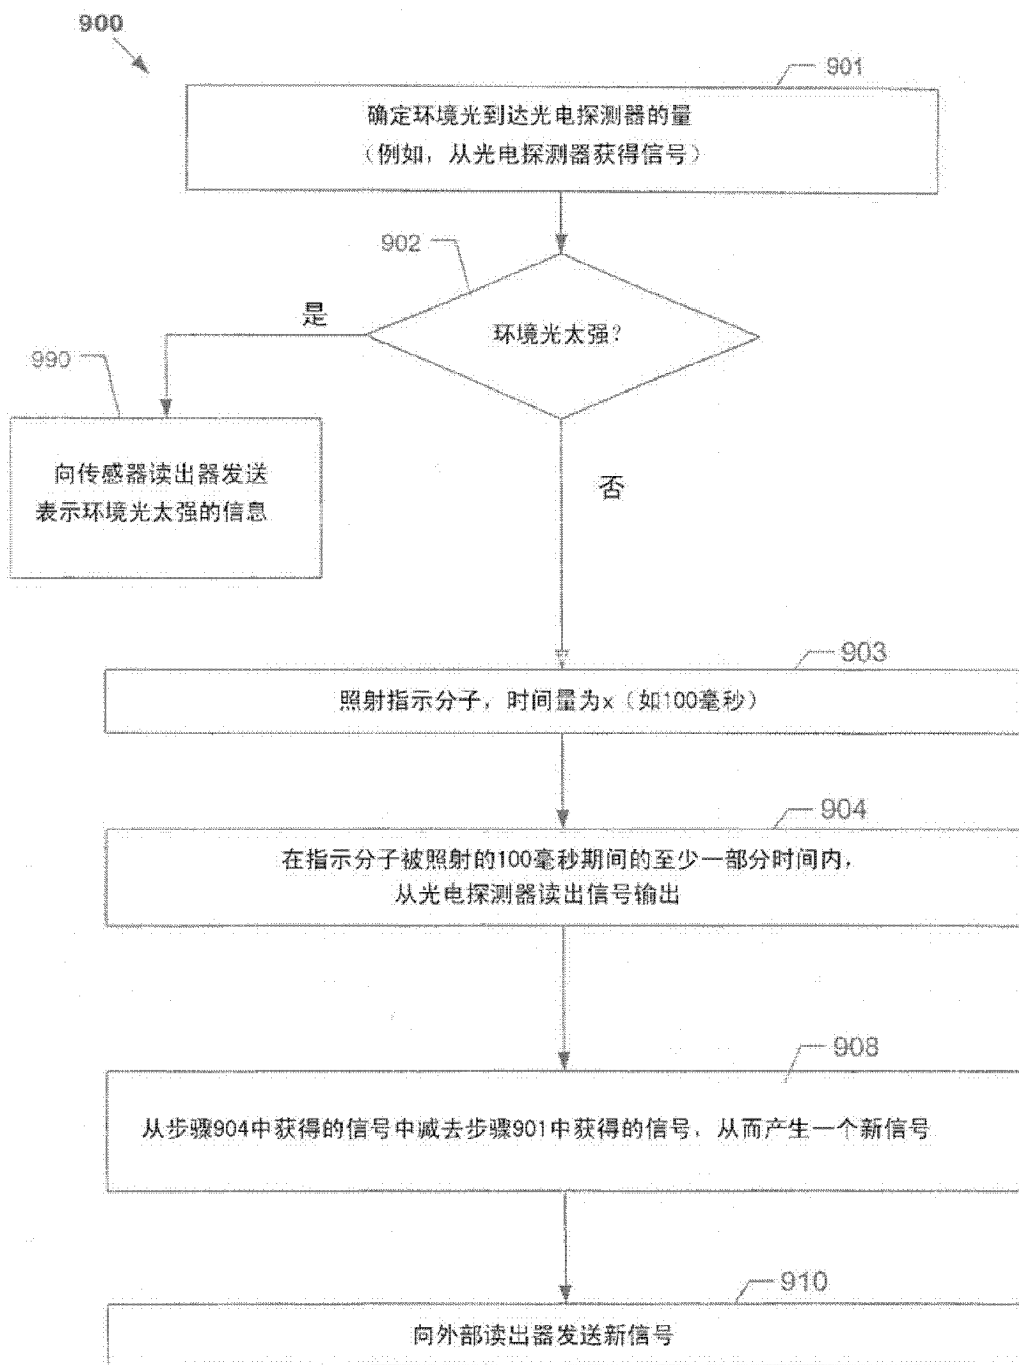 900
901
确定环境光到达光电探测器的量
（例如，从光电探测器获得信号）
902
环境光太强？
是
990
向传感器读出器发送
表示环境光太强的信息
否
903
照射指示分子，时间量为x（如100毫秒）
904
在指示分子被照射的100毫秒期间的至少一部分时间内，
从光电探测器读出信号输出
908
从步骤904中获得的信号中减去步骤901中获得的信号，从而产生一个新信号
910
向外部读出器发送新信号